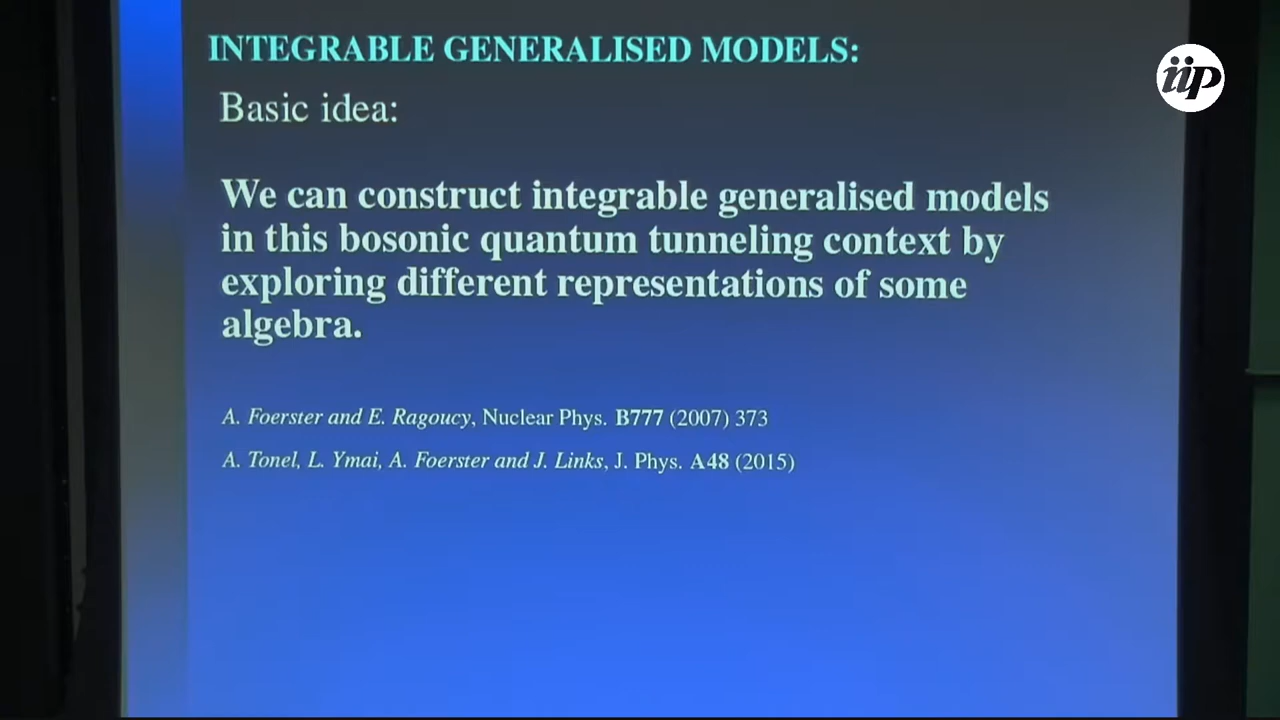 INTEGRABLE GENERALISED MODELS:
iip
Basic idea:
We can construct integrable generalised models
in this bosonic quantum tunneling context by
exploring different representations of some
algebra.
A. Foerster and E. Ragoucy, Nuclear Phys. B777 (2007) 373
A. Tonel, L. Ymai, A. Foerster and J. Links, J. Phys. A48 (2015)